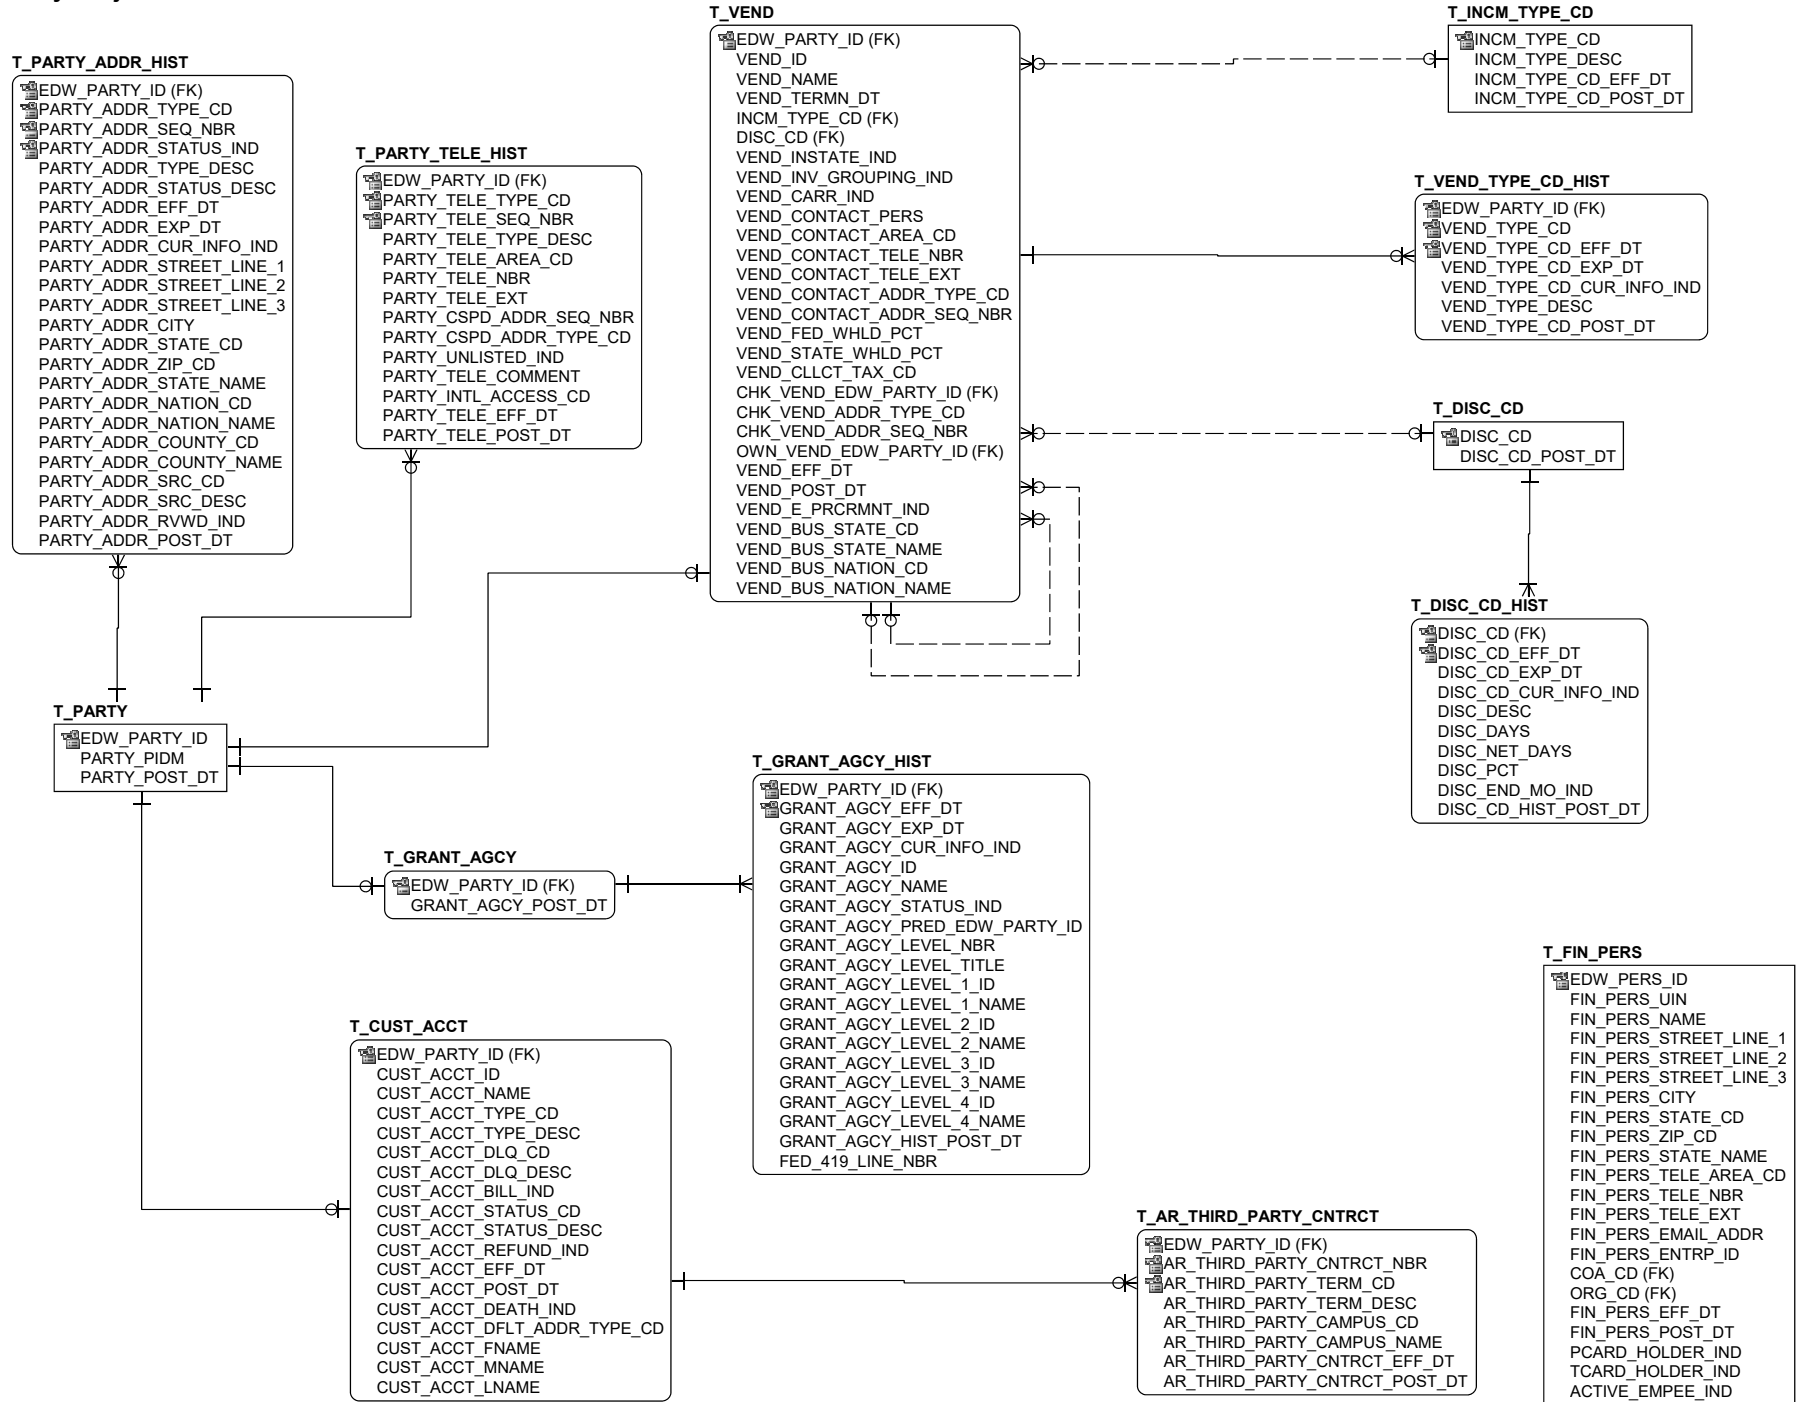 T_PARTY_ADDR_HIST
EDW_PARTY_ID (FK)
PARTY_ADDR_TYPE_CD
PARTY_ADDR_SEQ_NBR
PARTY_ADDR_STATUS_IND
PARTY_ADDR_TYPE_DESC
PARTY_ADDR_STATUS_DESC
PARTY_ADDR_EFF_DT
PARTY_ADDR_EXP_DT
PARTY_ADDR_CUR_INFO_IND
PARTY_ADDR_STREET_LINE_1
PARTY_ADDR_STREET_LINE_2
PARTY_ADDR_STREET_LINE_3
PARTY_ADDR_CITY
PARTY_ADDR_STATE_CD
PARTY_ADDR_ZIP_CD
PARTY_ADDR_STATE_NAME
PARTY_ADDR_NATION_CD
PARTY_ADDR_NATION_NAME
PARTY_ADDR_COUNTY_CD
PARTY_ADDR_COUNTY_NAME
PARTY_ADDR_SRC_CD
PARTY_ADDR_SRC_DESC
PARTY_ADDR_RVWD_IND
PARTY_ADDR_POST_DT
T_PARTY_TELE_HIST
EDW_PARTY_ID (FK)
PARTY_TELE_TYPE_CD
PARTY_TELE_SEQ_NBR
PARTY_TELE_TYPE_DESC
PARTY_TELE_AREA_CD
PARTY_TELE_NBR
PARTY_TELE_EXT
PARTY_CSPD_ADDR_SEQ_NBR
PARTY_CSPD_ADDR_TYPE_CD
PARTY_UNLISTED_IND
PARTY_TELE_COMMENT
PARTY_INTL_ACCESS_CD
PARTY_TELE_EFF_DT
PARTY_TELE_POST_DT
T_VEND
EDW_PARTY_ID (FK)
VEND_ID
VEND_NAME
VEND_TERMN_DT
INCM_TYPE_CD (FK)
DISC_CD (FK)
VEND_INSTATE_IND
VEND_INV_GROUPING_IND
VEND_CARR_IND
VEND_CONTACT_PERS
VEND_CONTACT_AREA_CD
VEND_CONTACT_TELE_NBR
VEND_CONTACT_TELE_EXT
VEND_CONTACT_ADDR_TYPE_CD
VEND_CONTACT_ADDR_SEQ_NBR
VEND_FED_WHLD_PCT
VEND_STATE_WHLD_PCT
VEND_CLLCT_TAX_CD
CHK_VEND_EDW_PARTY_ID (FK)
CHK_VEND_ADDR_TYPE_CD
CHK_VEND_ADDR_SEQ_NBR
OWN_VEND_EDW_PARTY_ID (FK)
VEND_EFF_DT
VEND_POST_DT
VEND_E_PRCRMNT_IND
VEND_BUS_STATE_CD
VEND_BUS_STATE_NAME
VEND_BUS_NATION_CD
VEND_BUS_NATION_NAME
T_INCM_TYPE_CD
INCM_TYPE_CD
INCM_TYPE_DESC
INCM_TYPE_CD_EFF_DT
INCM_TYPE_CD_POST_DT
T_VEND_TYPE_CD_HIST
EDW_PARTY_ID (FK)
VEND_TYPE_CD
VEND_TYPE_CD_EFF_DT
VEND_TYPE_CD_EXP_DT
VEND_TYPE_CD_CUR_INFO_IND
VEND_TYPE_DESC
VEND_TYPE_CD_POST_DT
T_DISC_CD
DISC_CD
DISC_CD_POST_DT
T_DISC_CD_HIST
DISC_CD (FK)
DISC_CD_EFF_DT
DISC_CD_EXP_DT
DISC_CD_CUR_INFO_IND
DISC_DESC
DISC_DAYS
DISC_NET_DAYS
DISC_PCT
DISC_END_MO_IND
DISC_CD_HIST_POST_DT
T_PARTY
EDW_PARTY_ID
PARTY_PIDM
PARTY_POST_DT
T_GRANT_AGCY
EDW_PARTY_ID (FK)
GRANT_AGCY_POST_DT
T_GRANT_AGCY_HIST
EDW_PARTY_ID (FK)
GRANT_AGCY_EFF_DT
GRANT_AGCY_EXP_DT
GRANT_AGCY_CUR_INFO_IND
GRANT_AGCY_ID
GRANT_AGCY_NAME
GRANT_AGCY_STATUS_IND
GRANT_AGCY_PRED_EDW_PARTY_ID
GRANT_AGCY_LEVEL_NBR
GRANT_AGCY_LEVEL_TITLE
GRANT_AGCY_LEVEL_1_ID
GRANT_AGCY_LEVEL_1_NAME
GRANT_AGCY_LEVEL_2_ID
GRANT_AGCY_LEVEL_2_NAME
GRANT_AGCY_LEVEL_3_ID
GRANT_AGCY_LEVEL_3_NAME
GRANT_AGCY_LEVEL_4_ID
GRANT_AGCY_LEVEL_4_NAME
GRANT_AGCY_HIST_POST_DT
FED_419_LINE_NBR
T_CUST_ACCT
EDW_PARTY_ID (FK)
CUST_ACCT_ID
CUST_ACCT_NAME
CUST_ACCT_TYPE_CD
CUST_ACCT_TYPE_DESC
CUST_ACCT_DLQ_CD
CUST_ACCT_DLQ_DESC
CUST_ACCT_BILL_IND
CUST_ACCT_STATUS_CD
CUST_ACCT_STATUS_DESC
CUST_ACCT_REFUND_IND
CUST_ACCT_EFF_DT
CUST_ACCT_POST_DT
CUST_ACCT_DEATH_IND
CUST_ACCT_DFLT_ADDR_TYPE_CD
CUST_ACCT_FNAME
CUST_ACCT_MNAME
CUST_ACCT_LNAME
T_AR_THIRD_PARTY_CNTRCT
EDW_PARTY_ID (FK)
AR_THIRD_PARTY_CNTRCT_NBR
AR_THIRD_PARTY_TERM_CD
AR_THIRD_PARTY_TERM_DESC
AR_THIRD_PARTY_CAMPUS_CD
AR_THIRD_PARTY_CAMPUS_NAME
AR_THIRD_PARTY_CNTRCT_EFF_DT
AR_THIRD_PARTY_CNTRCT_POST_DT
T_FIN_PERS
EDW_PERS_ID
FIN_PERS_UIN
FIN_PERS_NAME
FIN_PERS_STREET_LINE_1
FIN_PERS_STREET_LINE_2
FIN_PERS_STREET_LINE_3
FIN_PERS_CITY
FIN_PERS_STATE_CD
FIN_PERS_ZIP_CD
FIN_PERS_STATE_NAME
FIN_PERS_TELE_AREA_CD
FIN_PERS_TELE_NBR
FIN_PERS_TELE_EXT
FIN_PERS_EMAIL_ADDR
FIN_PERS_ENTRP_ID
COA_CD (FK)
ORG_CD (FK)
FIN_PERS_EFF_DT
FIN_PERS_POST_DT
PCARD_HOLDER_IND
TCARD_HOLDER_IND
ACTIVE_EMPEE_IND